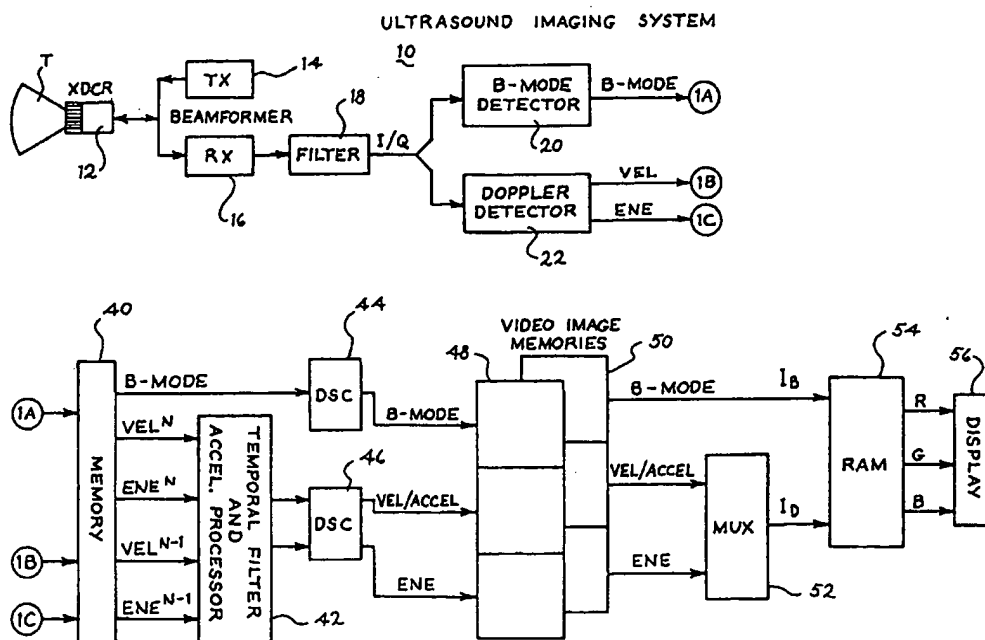 ULTRASOUND IMAGING SYSTEM
10
T
XDCR
12
TX
14
BEAMFORMER
RX
16
18
FILTER
I/Q
B-MODE DETECTOR
20
B-MODE
1A
DOPPLER DETECTOR
22
VEL
1B
ENE
1C
40
1A
1B
1C
MEMORY
B-MODE
VEL^N
ENE^N
VEL^N-1
ENE^N-1
TEMPORAL FILTER
AND
ACCEL. PROCESSOR
42
44
DSC
B-MODE
46
DSC
VEL/ACCEL
ENE
VIDEO IMAGE
MEMORIES
48
50
B-MODE
VEL/ACCEL
ENE
MUX
52
I_B
I_D
54
RAM
R
G
B
56
DISPLAY